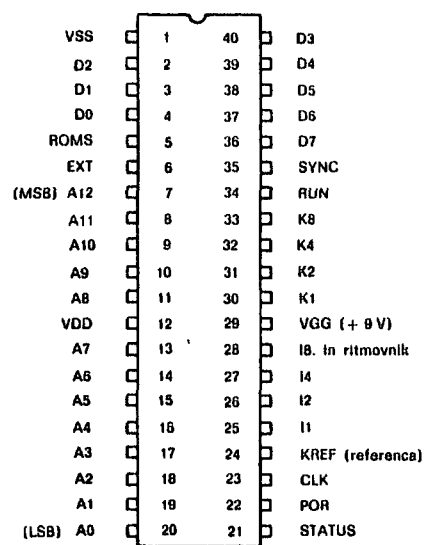 VSS 1 40 D3
D2 2 39 D4
D1 3 38 D5
D0 4 37 D6
ROMS 5 36 D7
EXT 6 35 SYNC
(MSB) A12 7 34 RUN
A11 8 33 K8
A10 9 32 K4
A9 10 31 K2
A8 11 30 K1
VDD 12 29 VGG (+ 9 V)
A7 13 28 I8. in ritmovnik
A6 14 27 I4
A5 15 26 I2
A4 16 25 I1
A3 17 24 KREF (referenca)
A2 18 23 CLK
A1 19 22 POR
(LSB) A0 20 21 STATUS